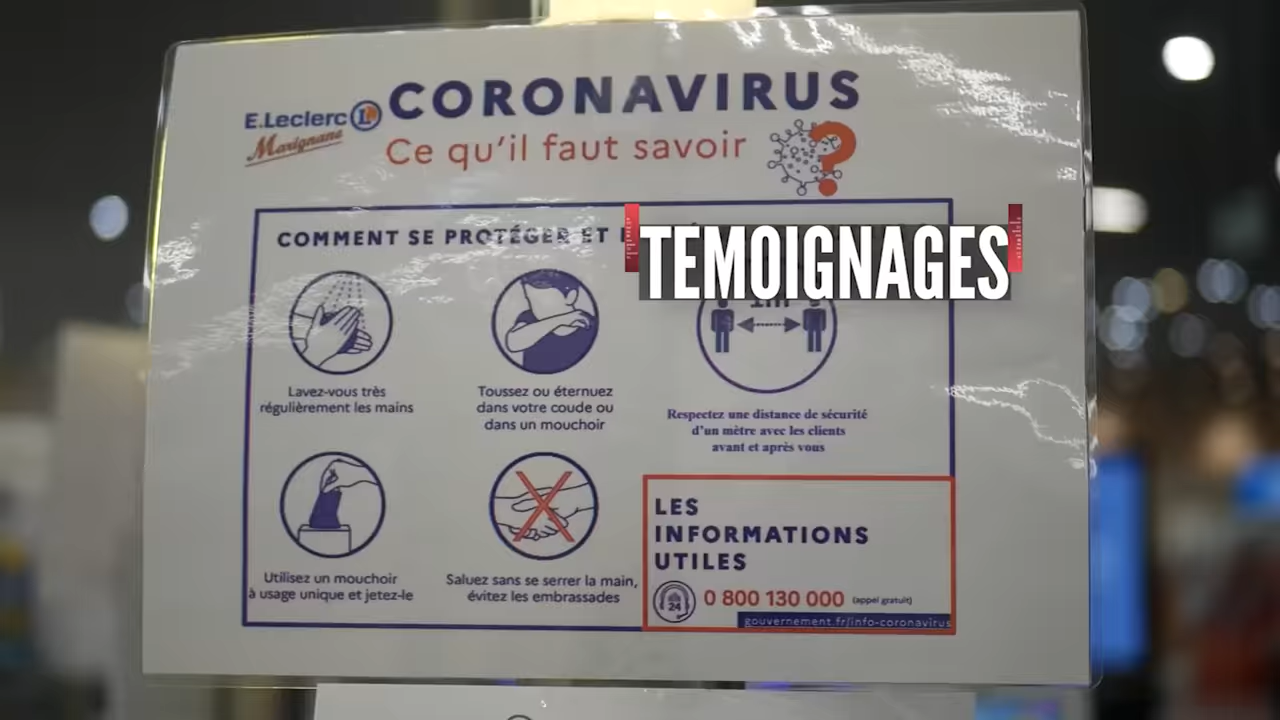 CORONAVIRUS
E.Leclerc
Marignane
Ce qu'il faut savoir
?
COMMENT SE PROTÉGER ET
TEMOIGNAGES
Lavez-vous très
régulièrement les mains
Toussez ou éternuez
dans votre coude ou
dans un mouchoir
Respectez une distance de sécurité
d'un mètre avec les clients
avant et après vous
Utilisez un mouchoir
à usage unique et jetez-le
Saluez sans se serrer la main,
évitez les embrassades
LES
INFORMATIONS
UTILES
24
0 800 130 000 (appel gratuit)
gouvernement.fr/info-coronavirus